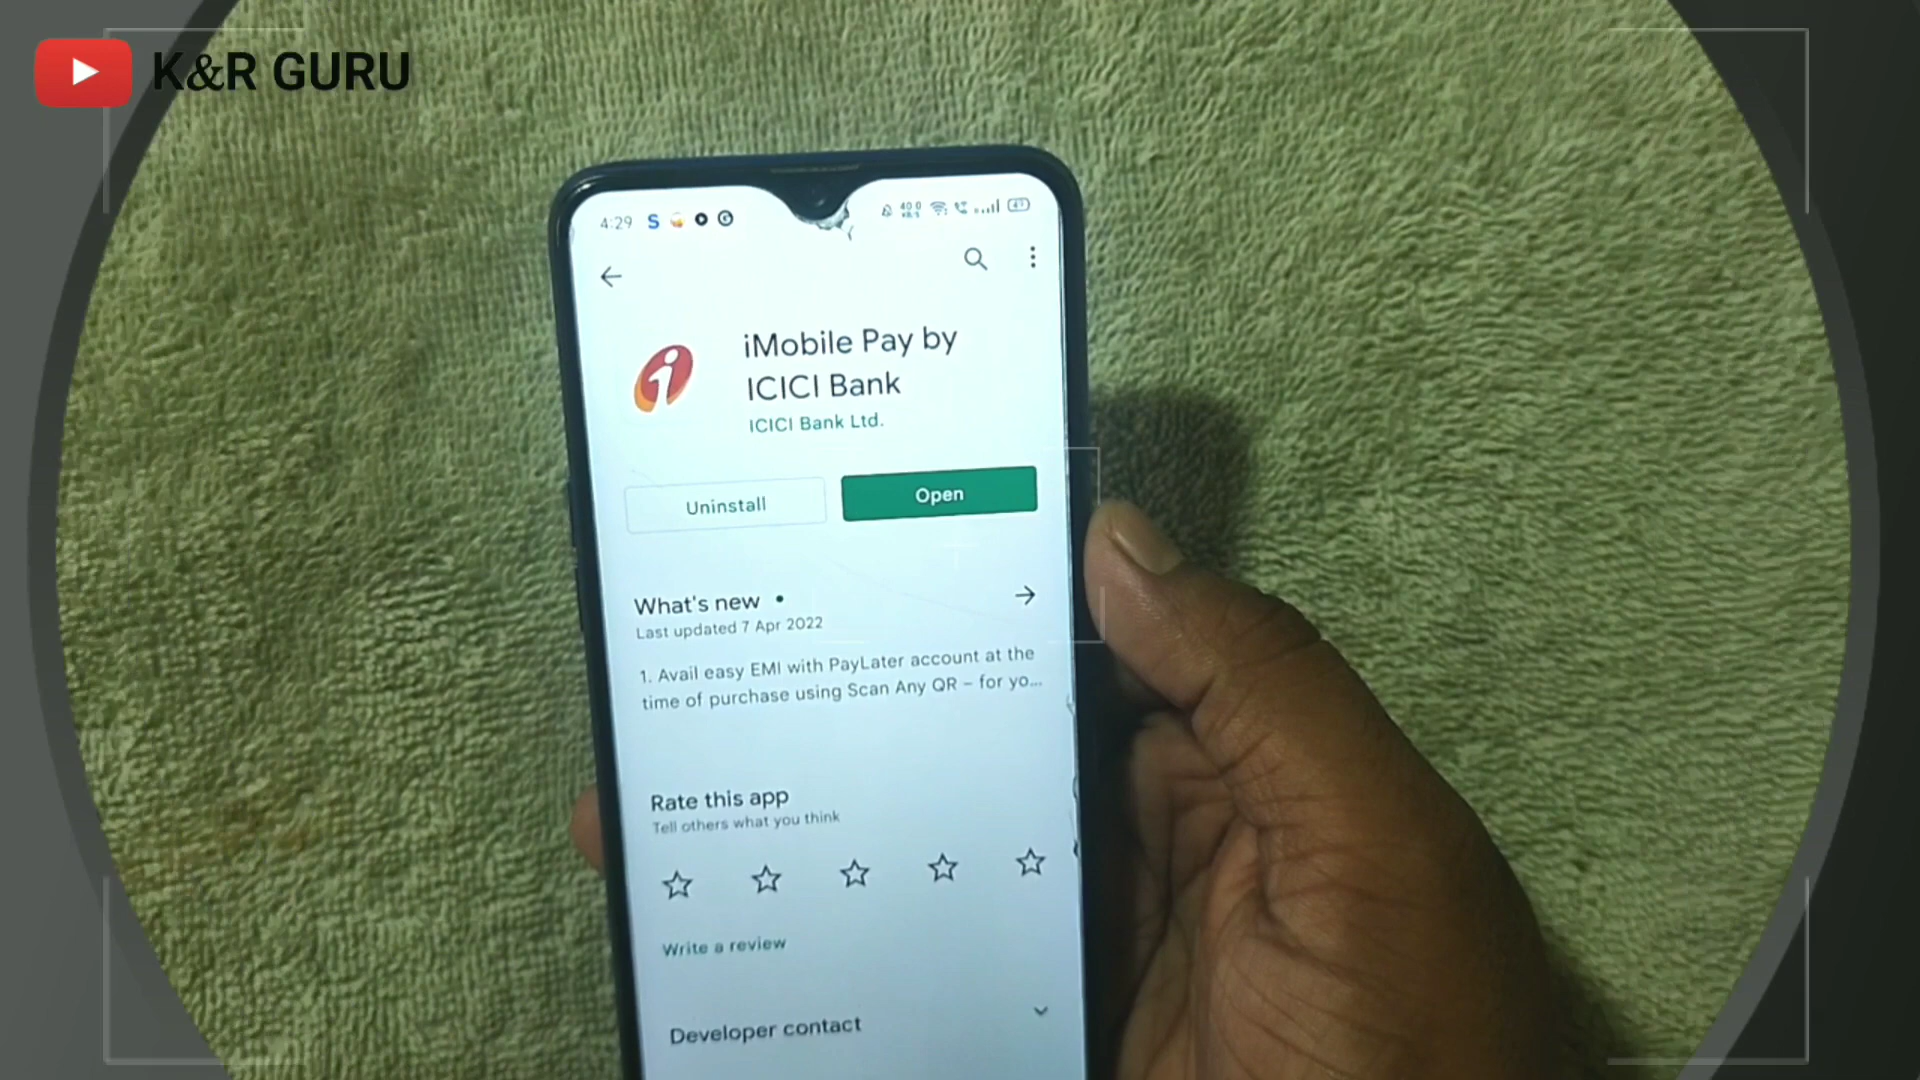 K&R GURU
4:29
iMobile Pay by
ICICI Bank
ICICI Bank Ltd.
Uninstall
Open
What's new •
Last updated 7 Apr 2022
1. Avail easy EMI with PayLater account at the
time of purchase using Scan Any QR – for yo...
Rate this app
Tell others what you think
Write a review
Developer contact